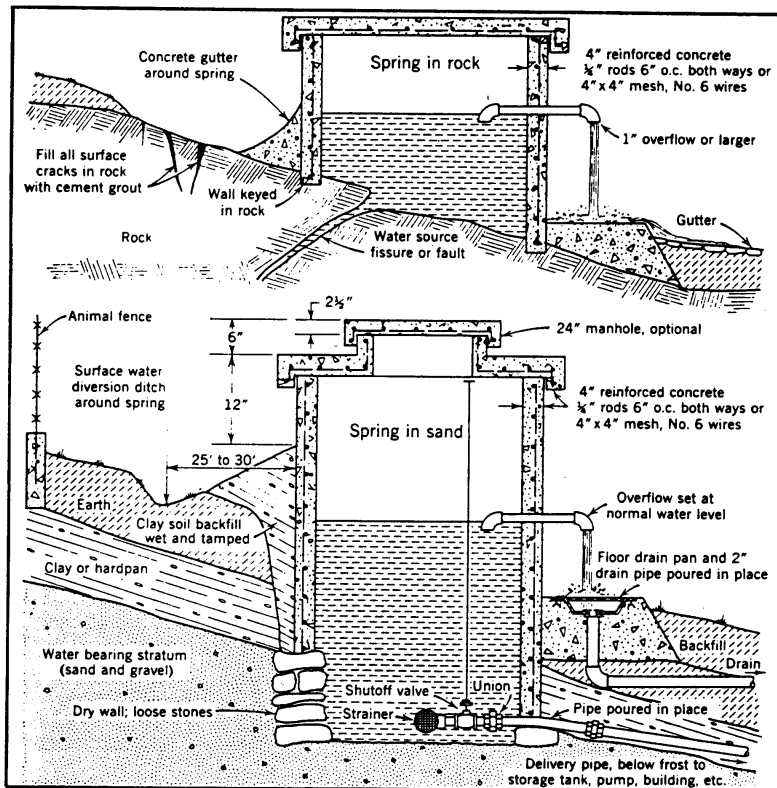 Concrete gutter
around spring
Spring in rock
4" reinforced concrete
⅜" rods 6" o.c. both ways or
4" x 4" mesh, No. 6 wires
1" overflow or larger
Fill all surface
cracks in rock
with cement grout
Wall keyed
in rock
Rock
Water source
fissure or fault
Gutter
2½"
Animal fence
6"
24" manhole, optional
Surface water
diversion ditch
around spring
12"
4" reinforced concrete
⅜" rods 6" o.c. both ways or
4" x 4" mesh, No. 6 wires
Spring in sand
25' to 30'
Earth
Overflow set at
normal water level
Clay soil backfill
wet and tamped
Floor drain pan and 2"
drain pipe poured in place
Clay or hardpan
Backfill
Drain
Water bearing stratum
(sand and gravel)
Shutoff valve
Union
Dry wall; loose stones
Strainer
Pipe poured in place
Delivery pipe, below frost to
storage tank, pump, building, etc.